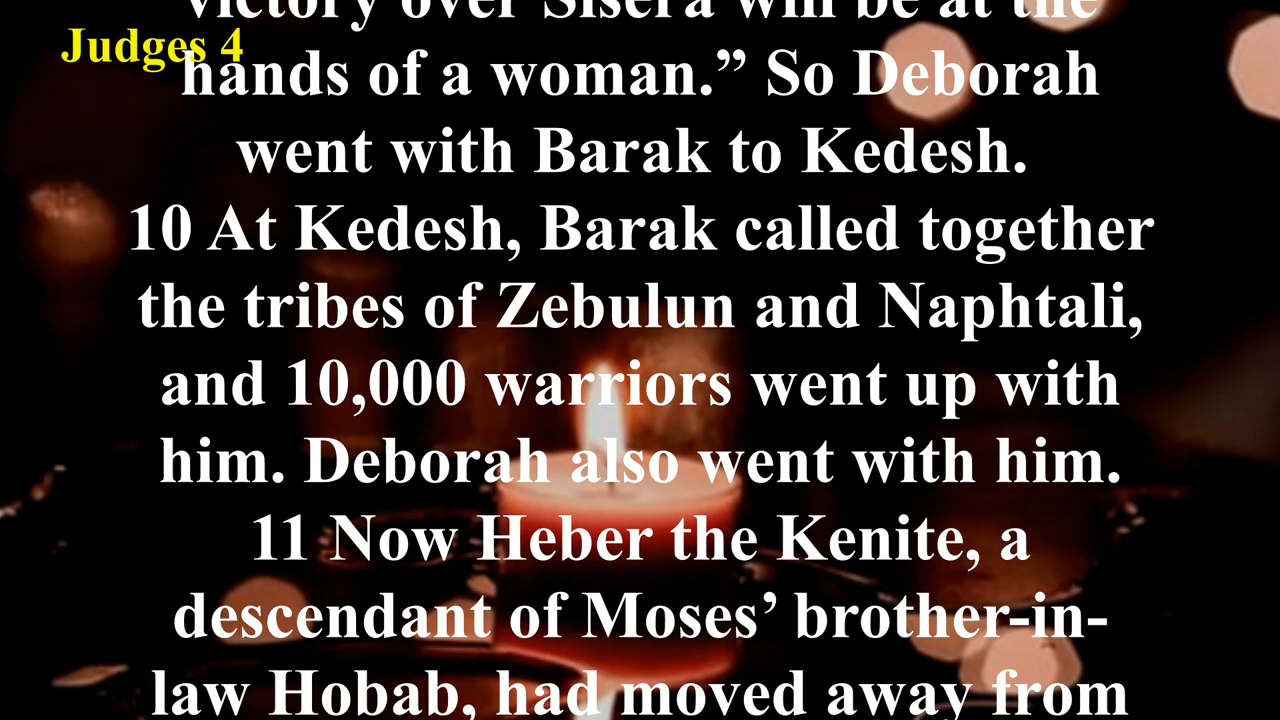 Judges 4
victory over Sisera will be at the
hands of a woman.” So Deborah
went with Barak to Kedesh.
10 At Kedesh, Barak called together
the tribes of Zebulun and Naphtali,
and 10,000 warriors went up with
him. Deborah also went with him.
11 Now Heber the Kenite, a
descendant of Moses’ brother-in-
law Hobab, had moved away from